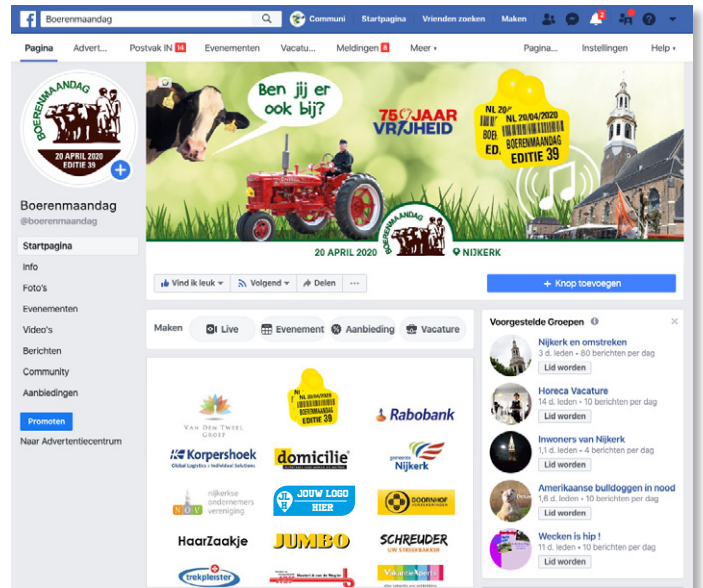 Boerenmaandag
Communi Startpagina Vrienden zoeken Maken
2
Pagina Advert... Postvak IN 14 Evenementen Vacatu... Meldingen 8 Meer Pagina... Instellingen Help
BOERENMAANDAG
20 APRIL 2020
EDITIE 39
Boerenmaandag
@boerenmaandag
Startpagina
Info
Foto's
Evenementen
Video's
Berichten
Community
Aanbiedingen
Promoten
Naar Advertentiecentrum
Ben jij er
ook bij?
75 JAAR
VRIJHEID
NL 20/04/2020
BOERENMAANDAG
EDITIE 39
BOERENMAANDAG
20 APRIL 2020 NIJKERK
Vind ik leuk Volgend Delen ...
+ Knop toevoegen
Maken Live Evenement Aanbieding Vacature
VAN DEN TWEEL
GROEP
NL 20/04/2020
BOERENMAANDAG
EDITIE 39
Rabobank
Korpershoek
Global Logistics + Individual Solutions
domicilie
gemeente
Nijkerk
NOV
nijkerkse
ondernemers
vereniging
JLH
JOUW LOGO
HIER
DOORNHOF
HaarZaakje
JUMBO
SCHREUDER
UW STREEKBAKKER
trekpleister
VakantieXperts
Voorgestelde Groepen
Nijkerk en omstreken
3 d. leden • 80 berichten per dag
Lid worden
Horeca Vacature
14 d. leden • 10 berichten per dag
Lid worden
Inwoners van Nijkerk
1,1 d. leden • 4 berichten per dag
Lid worden
Amerikaanse bulldoggen in nood
1,6 d. leden • 10 berichten per dag
Lid worden
Wecken is hip !
11 d. leden • 10 berichten per dag
Lid worden